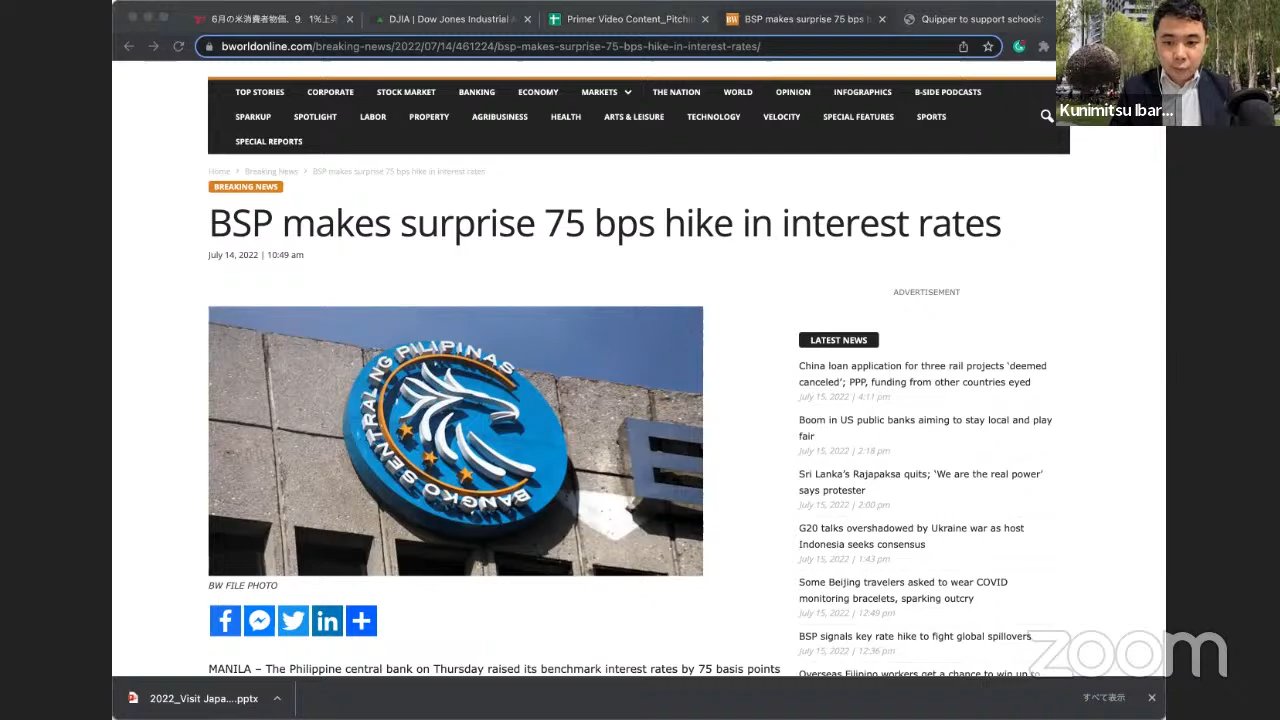 6月の米消費者物価、9.1%上昇
DJIA | Dow Jones Industrial A
Primer Video Content_Pitchi
BSP makes surprise 75 bps b
Quipper to support schools'
bworldonline.com/breaking-news/2022/07/14/461224/bsp-makes-surprise-75-bps-hike-in-interest-rates/
Kunimitsu Ibar...
TOP STORIES CORPORATE STOCK MARKET BANKING ECONOMY MARKETS THE NATION WORLD OPINION INFOGRAPHICS B-SIDE PODCASTS
SPARKUP SPOTLIGHT LABOR PROPERTY AGRIBUSINESS HEALTH ARTS & LEISURE TECHNOLOGY VELOCITY SPECIAL FEATURES SPORTS
SPECIAL REPORTS
Home > Breaking News > BSP makes surprise 75 bps hike in interest rates
BREAKING NEWS
BSP makes surprise 75 bps hike in interest rates
July 14, 2022 | 10:49 am
ADVERTISEMENT
BANGKO SENTRAL NG PILIPINAS
BW FILE PHOTO
MANILA – The Philippine central bank on Thursday raised its benchmark interest rates by 75 basis points
LATEST NEWS
China loan application for three rail projects ‘deemed
canceled’; PPP, funding from other countries eyed
July 15, 2022 | 4:11 pm
Boom in US public banks aiming to stay local and play
fair
July 15, 2022 | 2:18 pm
Sri Lanka’s Rajapaksa quits; ‘We are the real power’
says protester
July 15, 2022 | 2:00 pm
G20 talks overshadowed by Ukraine war as host
Indonesia seeks consensus
July 15, 2022 | 1:43 pm
Some Beijing travelers asked to wear COVID
monitoring bracelets, sparking outcry
July 15, 2022 | 12:49 pm
BSP signals key rate hike to fight global spillovers
July 15, 2022 | 12:36 pm
Overseas Filipino workers get a chance to win up to
zoom
2022_Visit Japa....pptx
すべて表示